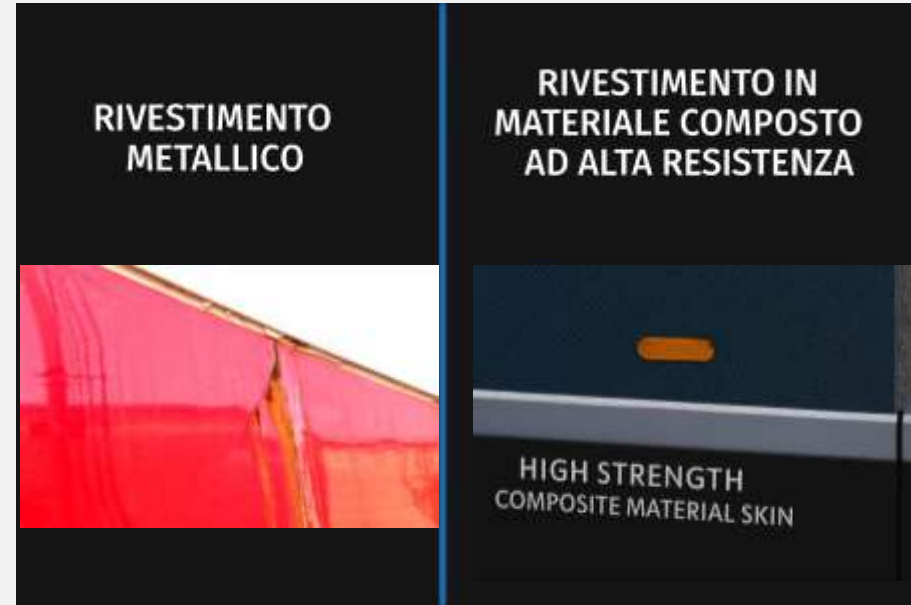 RIVESTIMENTO
METALLICO
RIVESTIMENTO IN
MATERIALE COMPOSTO
AD ALTA RESISTENZA
HIGH STRENGTH
COMPOSITE MATERIAL SKIN